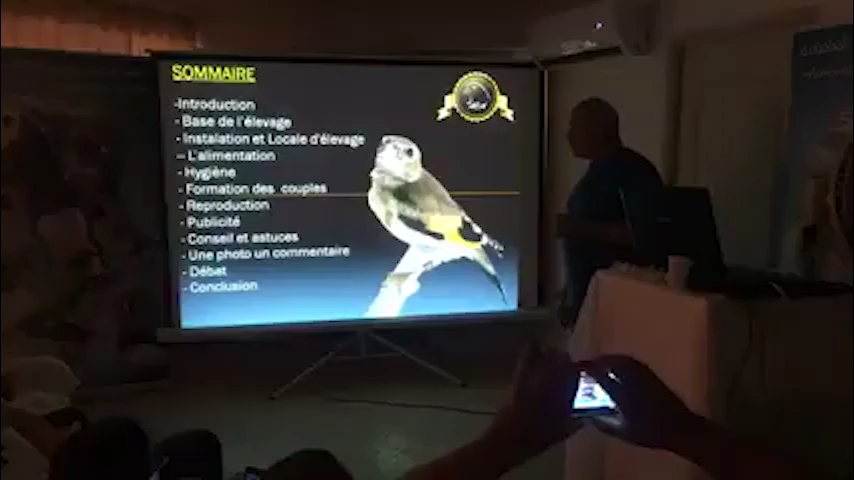 SOMMAIRE
-Introduction
- Base de l'élevage
- Instalation et Locale d'élevage
– L'alimentation
- Hygiène
- Formation des couples
- Reproduction
- Publicité
- Conseil et astuces
- Une photo un commentaire
- Débat
- Conclusion